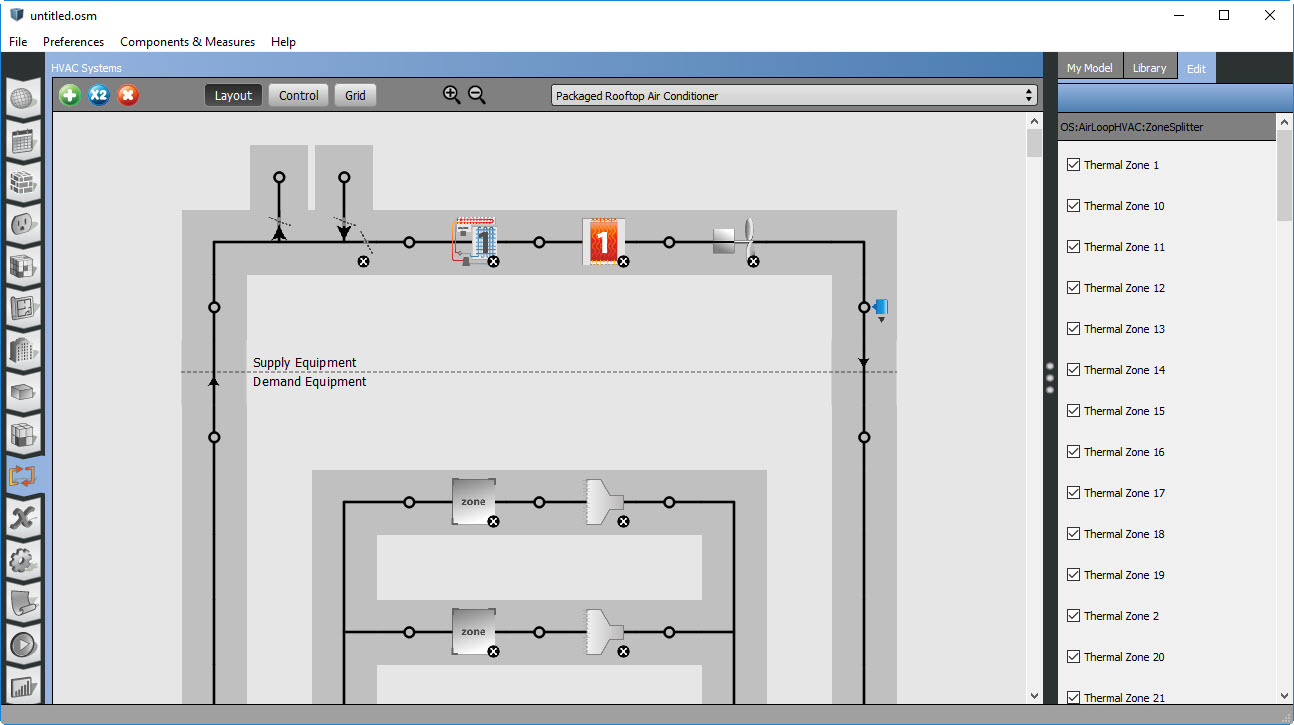 untitled.osm
File Preferences Components & Measures Help
HVAC Systems
My Model Library Edit
X2 Layout Control Grid Packaged Rooftop Air Conditioner
OS:AirLoopHVAC:ZoneSplitter
Thermal Zone 1
Thermal Zone 10
1 1
Thermal Zone 11
Thermal Zone 12
Thermal Zone 13
Supply Equipment
Demand Equipment
Thermal Zone 14
Thermal Zone 15
Thermal Zone 16
Thermal Zone 17
zone
Thermal Zone 18
Thermal Zone 19
Thermal Zone 2
zone
Thermal Zone 20
Thermal Zone 21